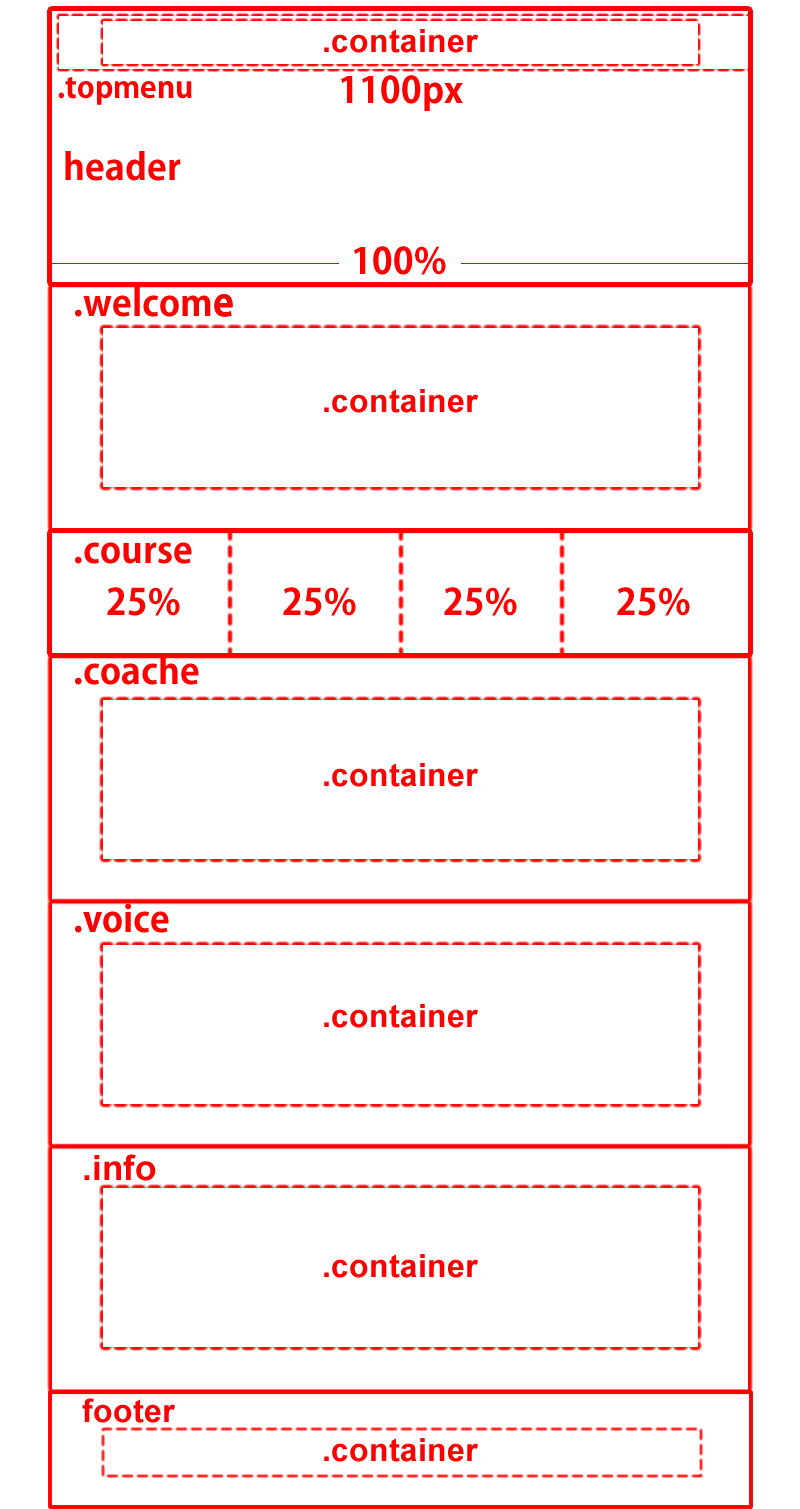 .container
.topmenu
1100px
header
100%
.welcome
.container
.course
25%
25%
25%
25%
.coache
.container
.voice
.container
.info
.container
footer
.container